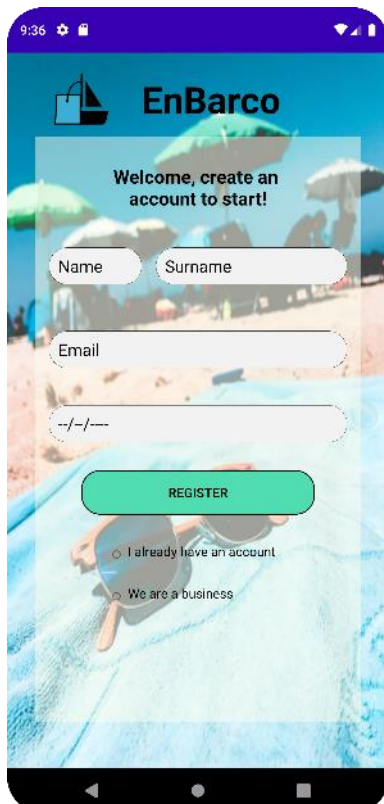 9:36
EnBarco
Welcome, create an
account to start!
Name Surname
Email
--/--/----
REGISTER
I already have an account
We are a business